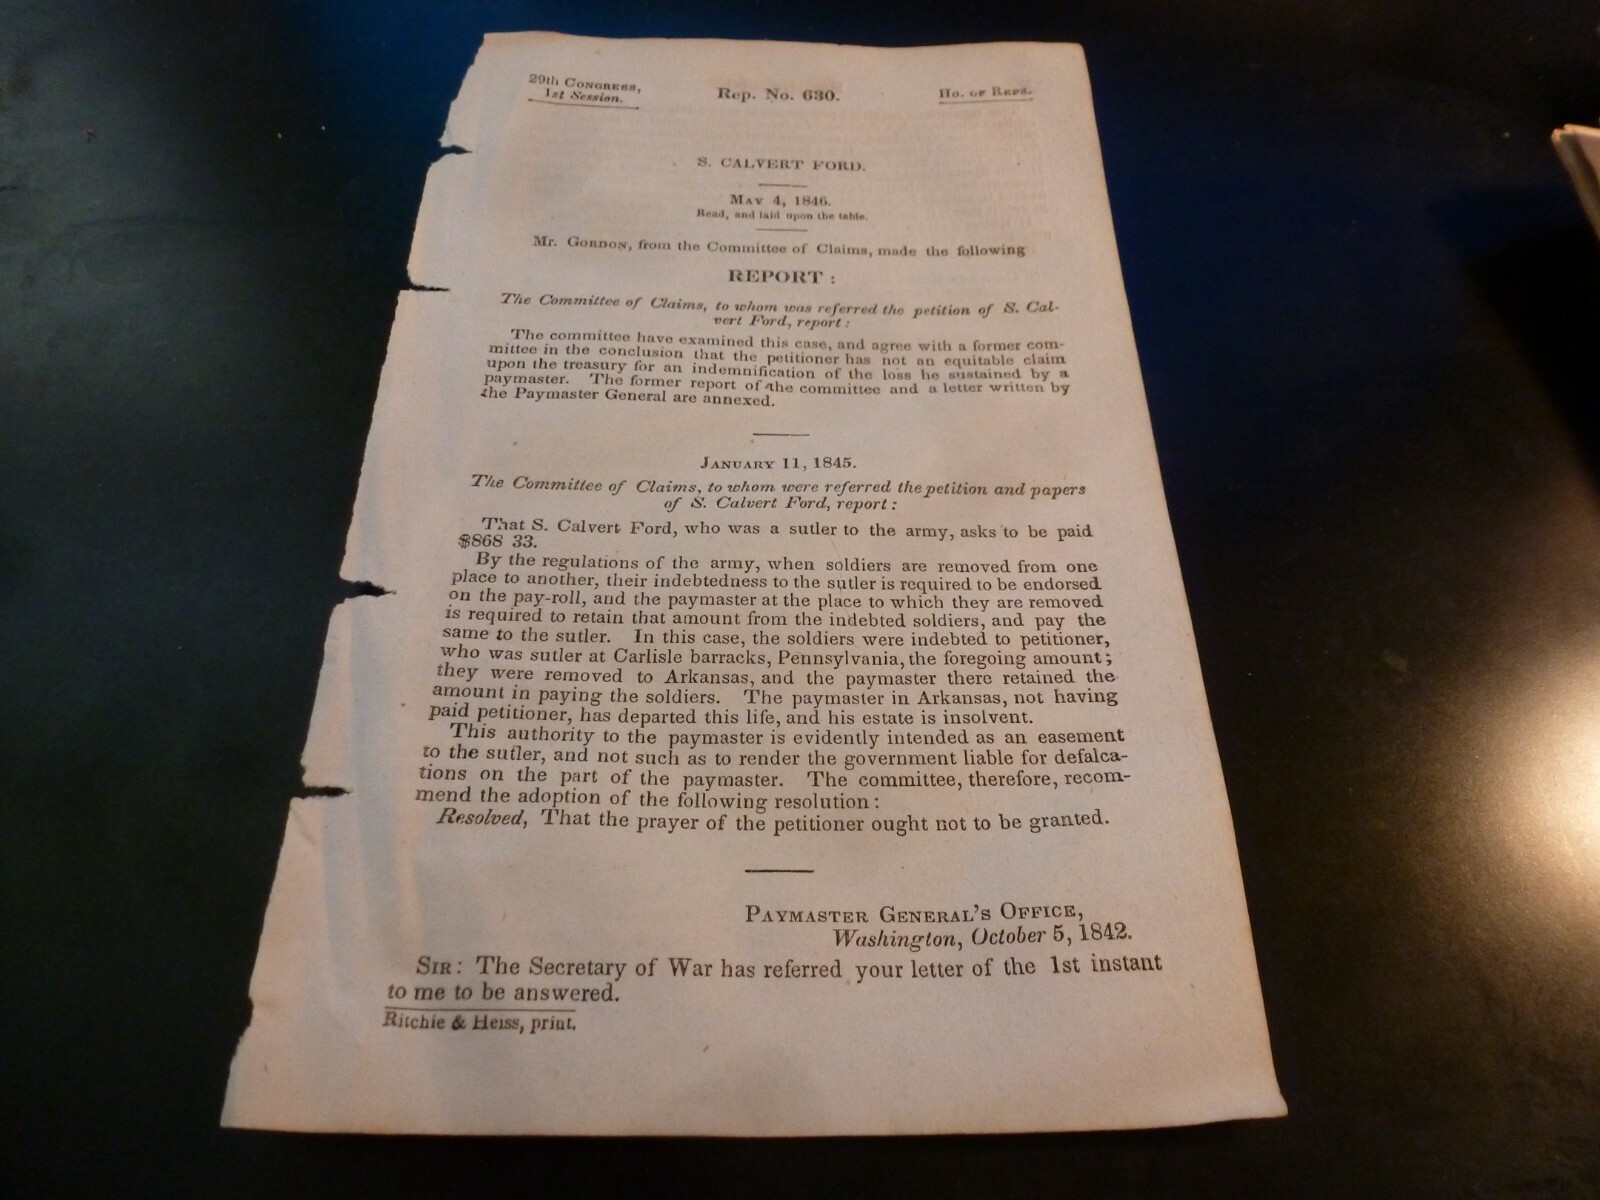 29th Congress,
1st Session.
Rep. No. 630.
Ho. of Reps.
S. CALVERT FORD.
May 4, 1846.
Read, and laid upon the table.
Mr. Gordon, from the Committee of Claims, made the following
REPORT:
The Committee of Claims, to whom was referred the petition of S. Cal-
vert Ford, report:
The committee have examined this case, and agree with a former com-
mittee in the conclusion that the petitioner has not an equitable claim
upon the treasury for an indemnification of the loss he sustained by a
paymaster. The former report of the committee and a letter written by
the Paymaster General are annexed.
January 11, 1845.
The Committee of Claims, to whom were referred the petition and papers
of S. Calvert Ford, report:
That S. Calvert Ford, who was a sutler to the army, asks to be paid
$868 33.
By the regulations of the army, when soldiers are removed from one
place to another, their indebtedness to the sutler is required to be endorsed
on the pay-roll, and the paymaster at the place to which they are removed
is required to retain that amount from the indebted soldiers, and pay the
same to the sutler. In this case, the soldiers were indebted to petitioner,
who was sutler at Carlisle barracks, Pennsylvania, the foregoing amount;
they were removed to Arkansas, and the paymaster there retained the
amount in paying the soldiers. The paymaster in Arkansas, not having
paid petitioner, has departed this life, and his estate is insolvent.
This authority to the paymaster is evidently intended as an easement
to the sutler, and not such as to render the government liable for defalca-
tions on the part of the paymaster. The committee, therefore, recom-
mend the adoption of the following resolution:
Resolved, That the prayer of the petitioner ought not to be granted.
Paymaster General's Office,
Washington, October 5, 1842.
Sir: The Secretary of War has referred your letter of the 1st instant
to me to be answered.
Ritchie & Heiss, print.